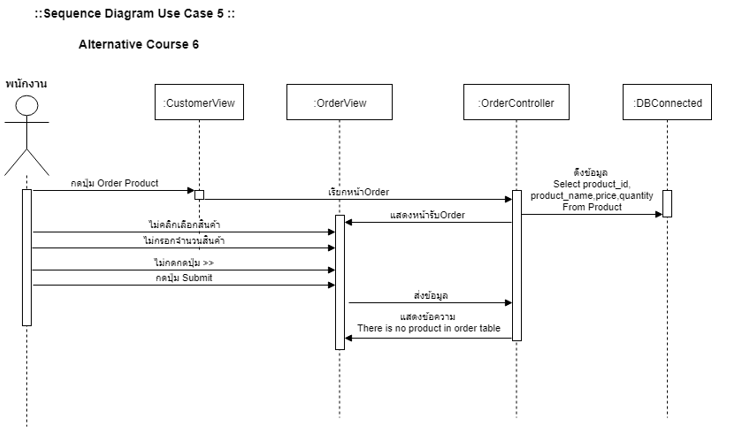 ::Sequence Diagram Use Case 5 ::
Alternative Course 6
พนักงาน
:CustomerView
:OrderView
:OrderController
:DBConnected
กดปุ่ม Order Product
เรียกหน้าOrder
ดึงข้อมูล
Select product_id,
product_name,price,quantity
From Product
แสดงหน้ารับOrder
ไม่คลิกเลือกสินค้า
ไม่กรอกจำนวนสินค้า
ไม่กดกดปุ่ม >>
กดปุ่ม Submit
ส่งข้อมูล
แสดงข้อความ
There is no product in order table